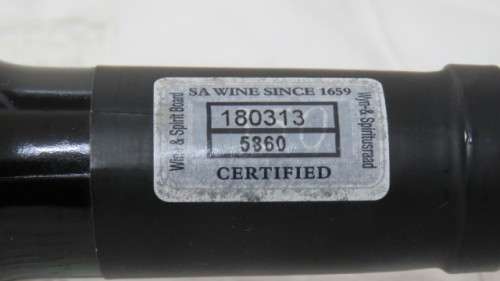 SA WINE SINCE 1659
Wine & Spirit Board
180313
5860
Wyn-& Spiritusraad
CERTIFIED